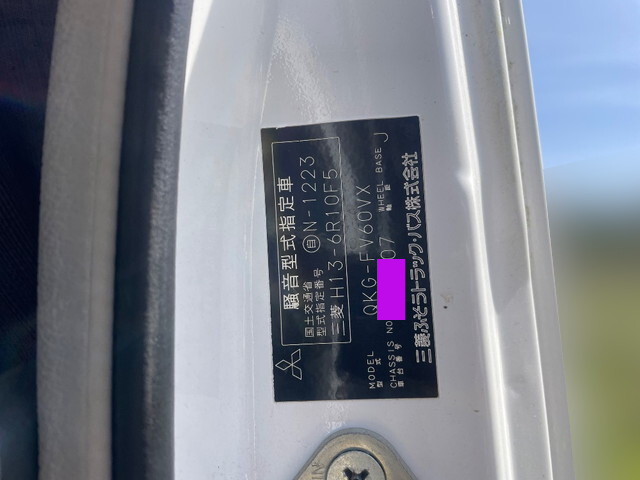 騒音型式指定車
国土交通省
型式指定番号 自N-1223
三菱 H13-6R10F5
MODEL
型式 QKG-FV60VX
CHASSIS NO. 07 WHEEL BASE J
車台番号 軸距
三菱ふそうトラック・バス株式会社
IN